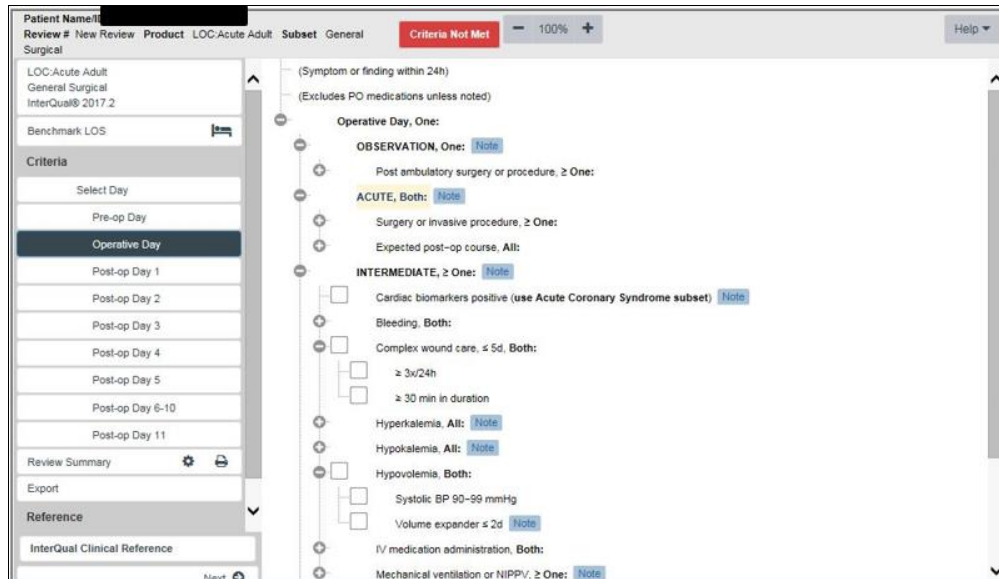 Patient Name/ID
Review # New Review Product LOC:Acute Adult Subset General Surgical
Criteria Not Met
100%
Help
LOC:Acute Adult
General Surgical
InterQual® 2017.2
Benchmark LOS
Criteria
Select Day
Pre-op Day
Operative Day
Post-op Day 1
Post-op Day 2
Post-op Day 3
Post-op Day 4
Post-op Day 5
Post-op Day 6-10
Post-op Day 11
Review Summary
Export
Reference
InterQual Clinical Reference
Next
(Symptom or finding within 24h)
(Excludes PO medications unless noted)
Operative Day, One:
OBSERVATION, One: Note
Post ambulatory surgery or procedure, ≥ One:
ACUTE, Both: Note
Surgery or invasive procedure, ≥ One:
Expected post-op course, All:
INTERMEDIATE, ≥ One: Note
Cardiac biomarkers positive (use Acute Coronary Syndrome subset) Note
Bleeding, Both:
Complex wound care, ≤ 5d, Both:
≥ 3x/24h
≥ 30 min in duration
Hyperkalemia, All: Note
Hypokalemia, All: Note
Hypovolemia, Both:
Systolic BP 90-99 mmHg
Volume expander ≤ 2d Note
IV medication administration, Both:
Mechanical ventilation or NIPPV, ≥ One: Note